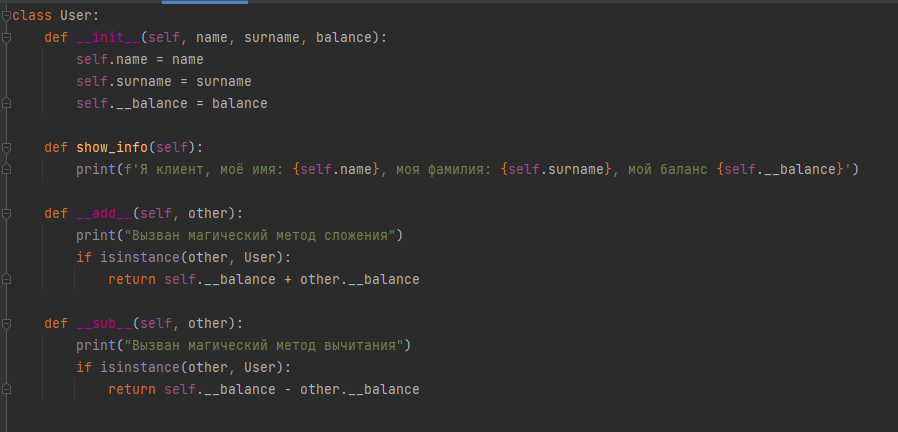 class User:
    def __init__(self, name, surname, balance):
        self.name = name
        self.surname = surname
        self.__balance = balance

    def show_info(self):
        print(f'Я клиент, моё имя: {self.name}, моя фамилия: {self.surname}, мой баланс {self.__balance}')

    def __add__(self, other):
        print("Вызван магический метод сложения")
        if isinstance(other, User):
            return self.__balance + other.__balance

    def __sub__(self, other):
        print("Вызван магический метод вычитания")
        if isinstance(other, User):
            return self.__balance - other.__balance